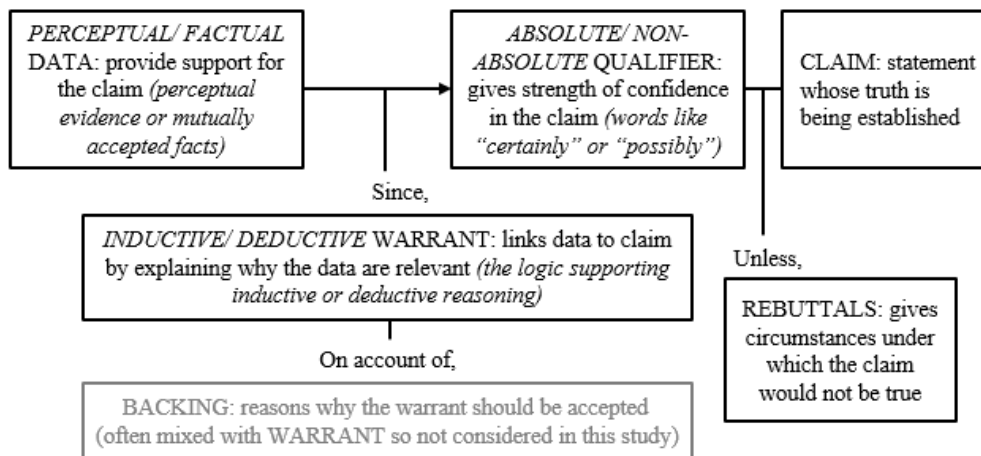 PERCEPTUAL/ FACTUAL
DATA: provide support for
the claim (perceptual
evidence or mutually
accepted facts)
ABSOLUTE/ NON-
ABSOLUTE QUALIFIER:
gives strength of confidence
in the claim (words like
“certainly” or “possibly”)
CLAIM: statement
whose truth is
being established
Since,
INDUCTIVE/ DEDUCTIVE WARRANT: links data to claim
by explaining why the data are relevant (the logic supporting
inductive or deductive reasoning)
Unless,
REBUTTALS: gives
circumstances under
which the claim
would not be true
On account of,
BACKING: reasons why the warrant should be accepted
(often mixed with WARRANT so not considered in this study)